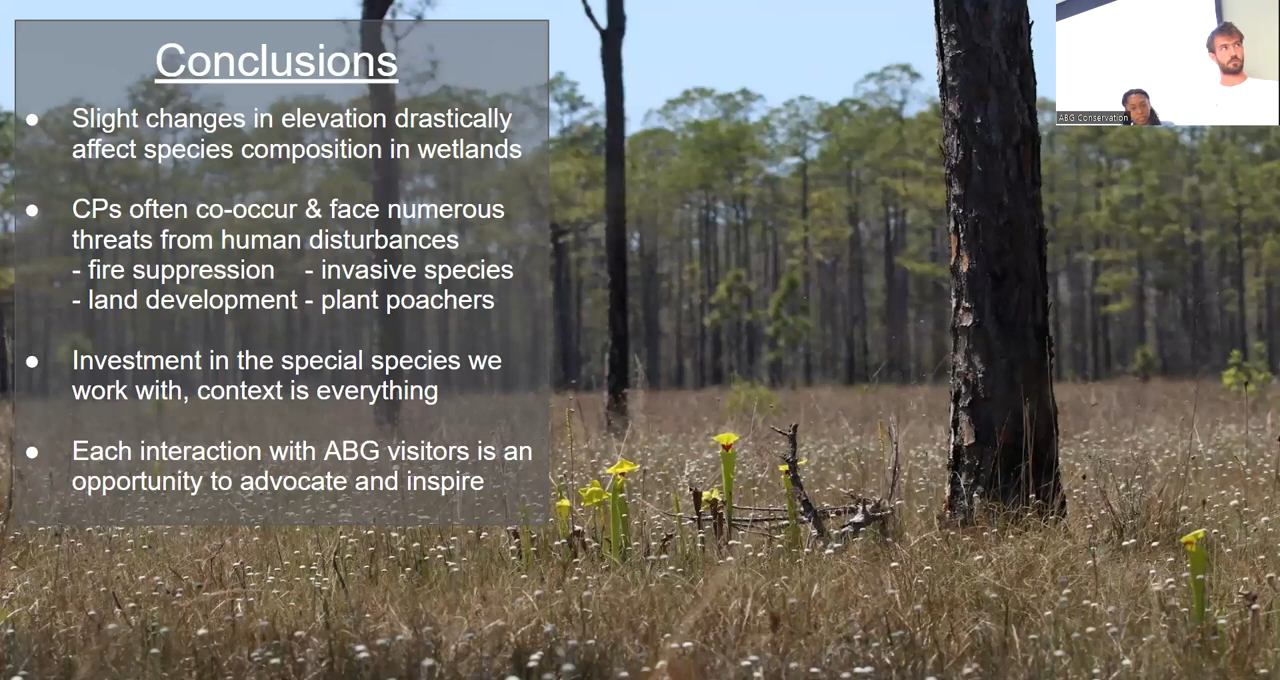 Conclusions
● Slight changes in elevation drastically
affect species composition in wetlands
● CPs often co-occur & face numerous
threats from human disturbances
- fire suppression - invasive species
- land development - plant poachers
● Investment in the special species we
work with, context is everything
● Each interaction with ABG visitors is an
opportunity to advocate and inspire
ABG Conservation